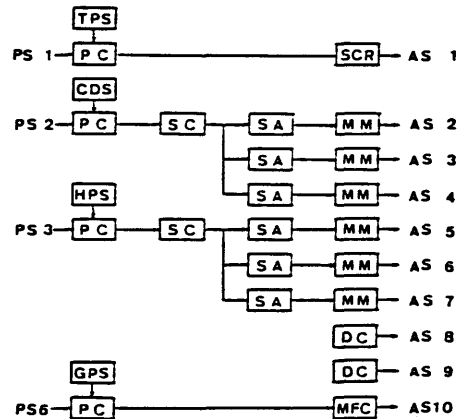 TPS
PS 1 PC SCR AS 1
CDS
PS 2 PC SC SA MM AS 2
SA MM AS 3
SA MM AS 4
HPS
PS 3 PC SC SA MM AS 5
SA MM AS 6
SA MM AS 7
DC AS 8
DC AS 9
GPS
PS6 PC MFC AS10